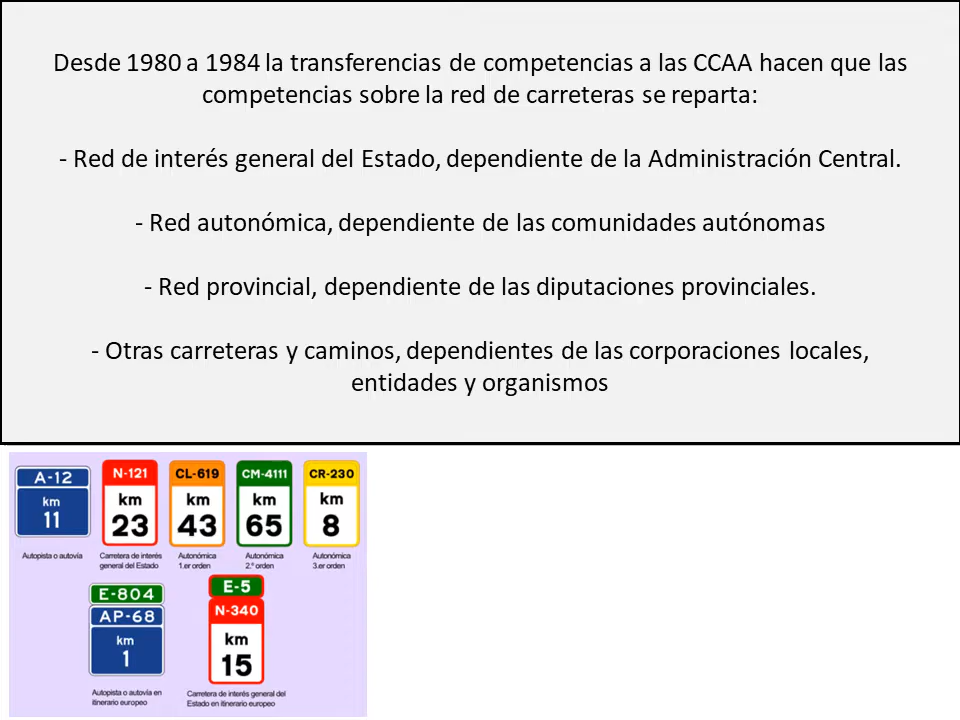 Desde 1980 a 1984 la transferencias de competencias a las CCAA hacen que las
competencias sobre la red de carreteras se reparta:
- Red de interés general del Estado, dependiente de la Administración Central.
- Red autonómica, dependiente de las comunidades autónomas
- Red provincial, dependiente de las diputaciones provinciales.
- Otras carreteras y caminos, dependientes de las corporaciones locales,
entidades y organismos
A-12
km
11
Autopista o autovía
N-121
km
23
Carretera de interés
general del Estado
CL-619
km
43
Autonómica
1.er orden
CM-4111
km
65
Autonómica
2.º orden
CR-230
km
8
Autonómica
3.er orden
E-804
AP-68
km
1
Autopista o autovía en
itinerario europeo
E-5
N-340
km
15
Carretera de interés general del
Estado en itinerario europeo